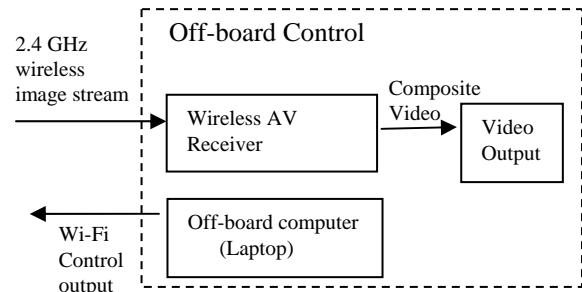 Off-board Control
2.4 GHz
wireless
image stream
Wireless AV
Receiver
Composite
Video
Video
Output
Off-board computer
(Laptop)
Wi-Fi
Control
output